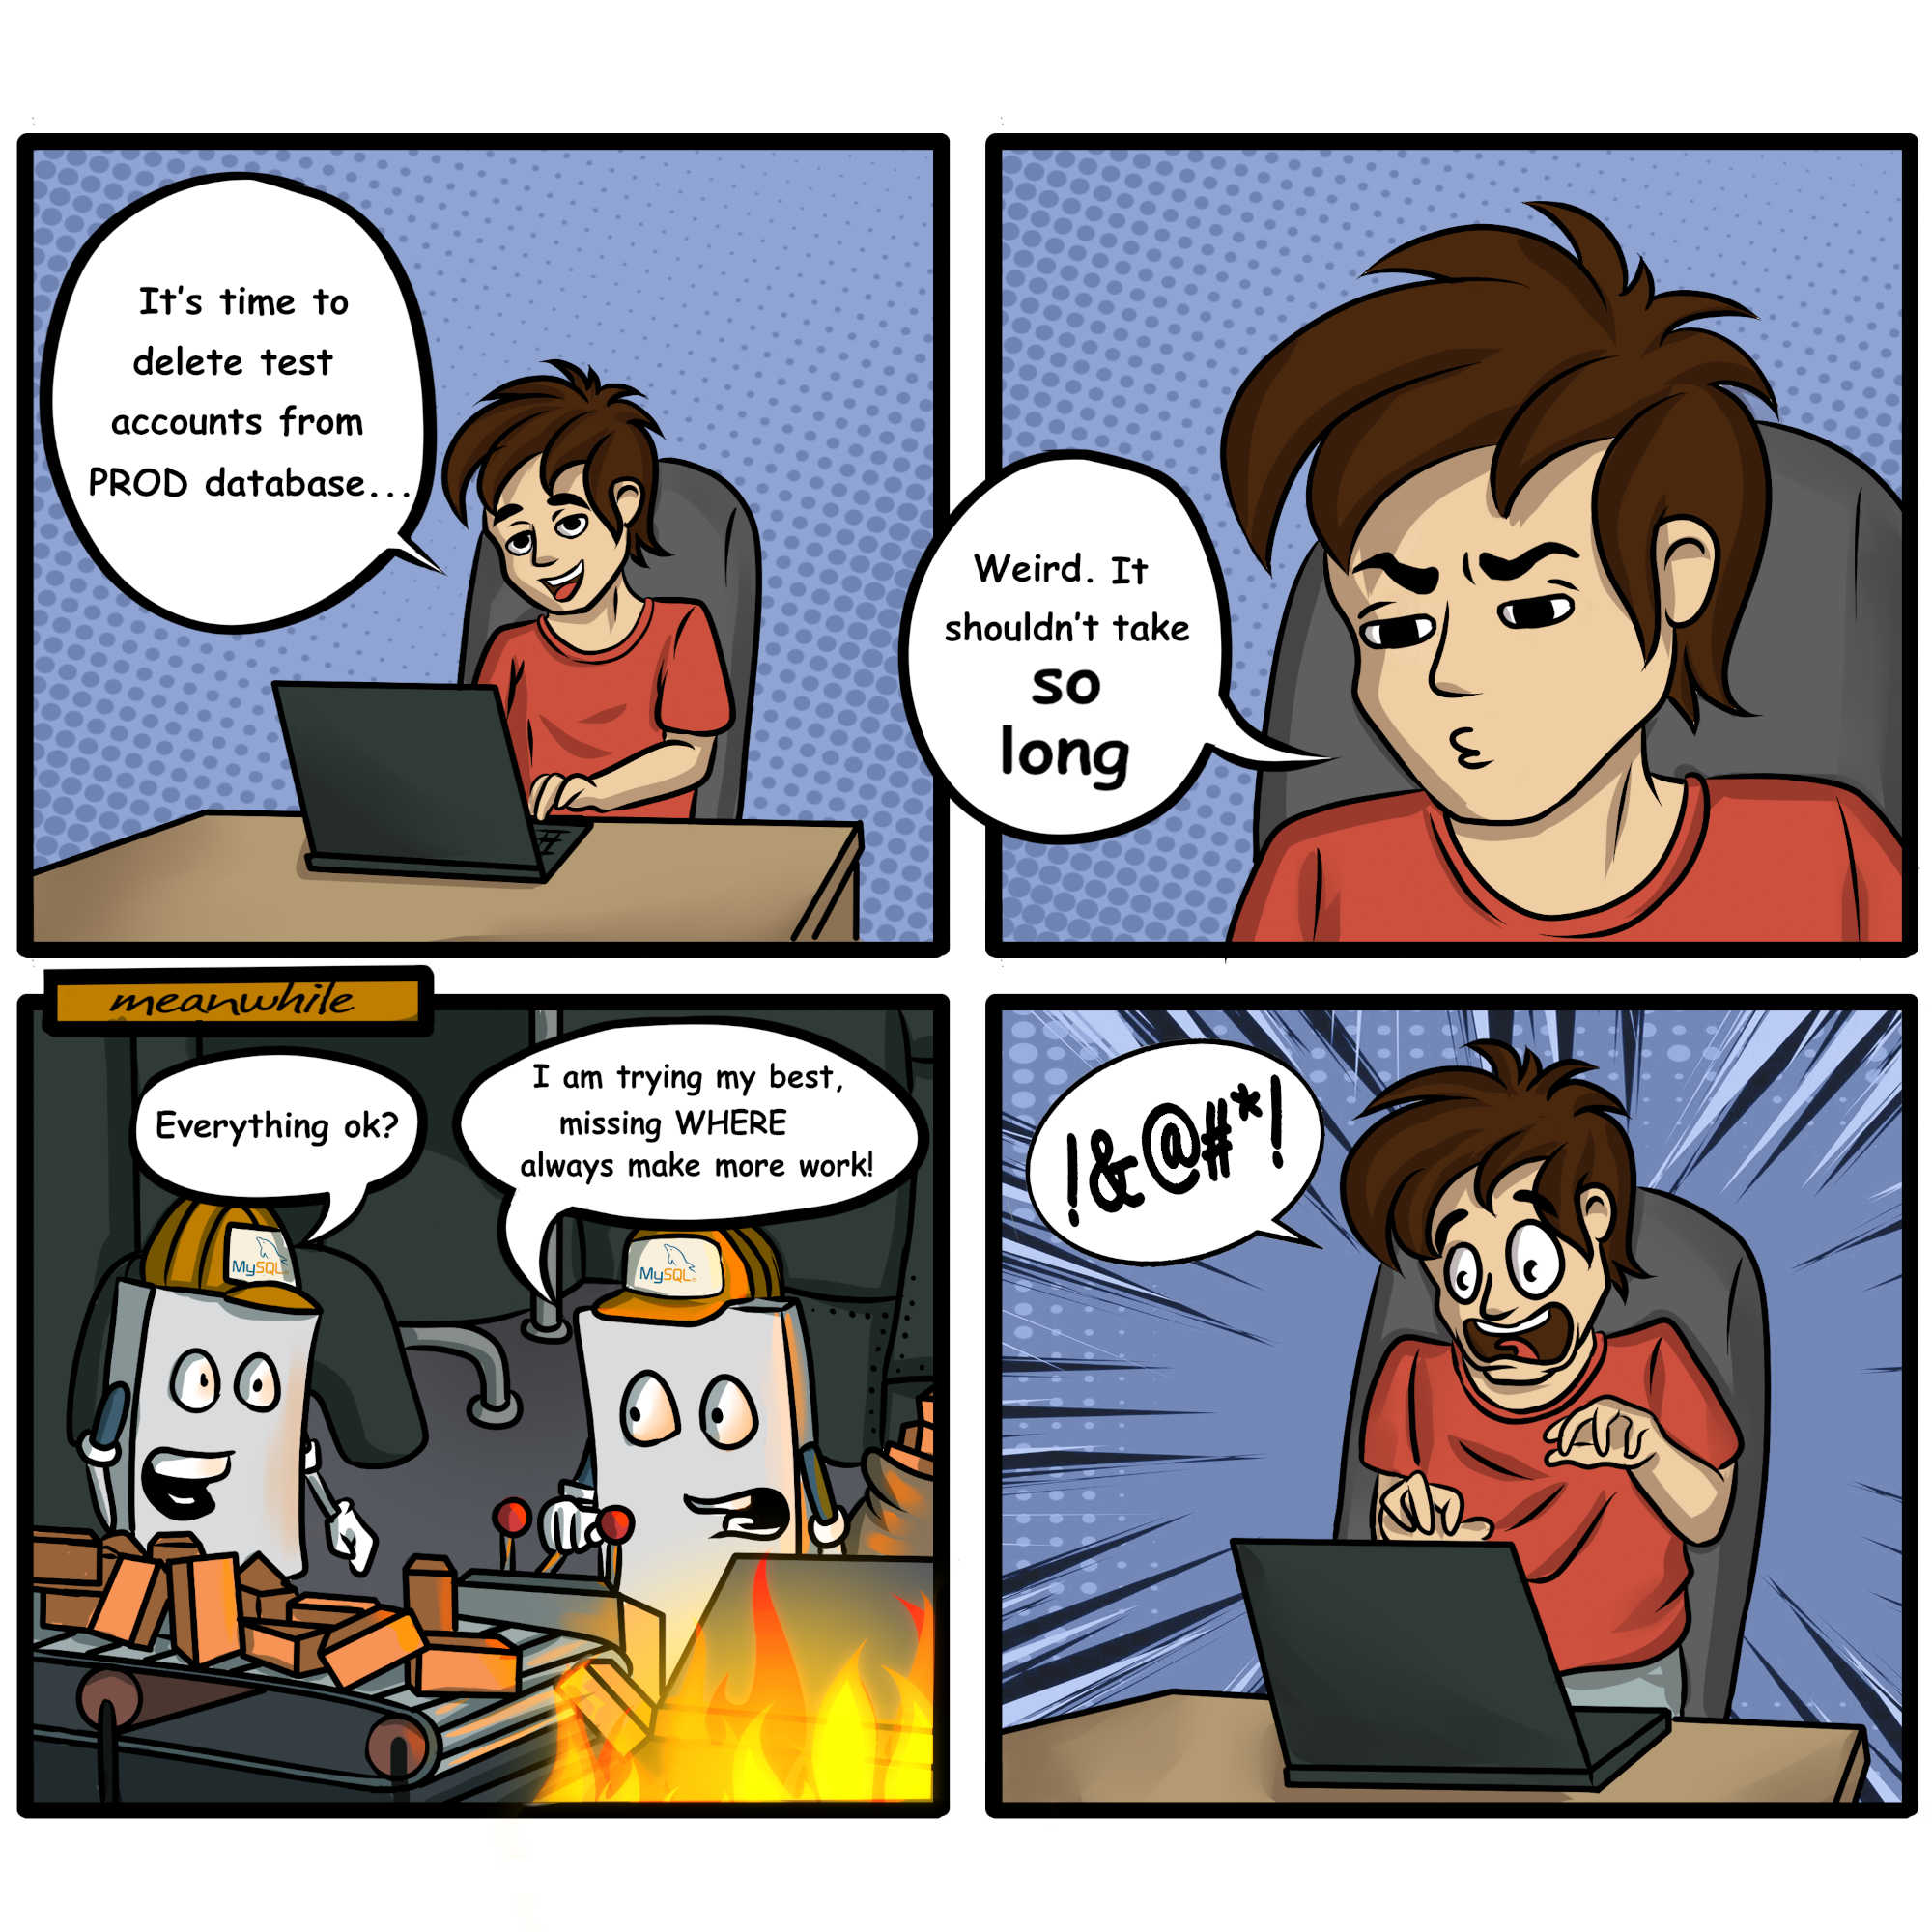 It's time to
delete test
accounts from
PROD database...
Weird. It
shouldn't take
so
long
meanwhile
Everything ok?
I am trying my best,
missing WHERE
always make more work!
MySQL
MySQL
!&@#*!